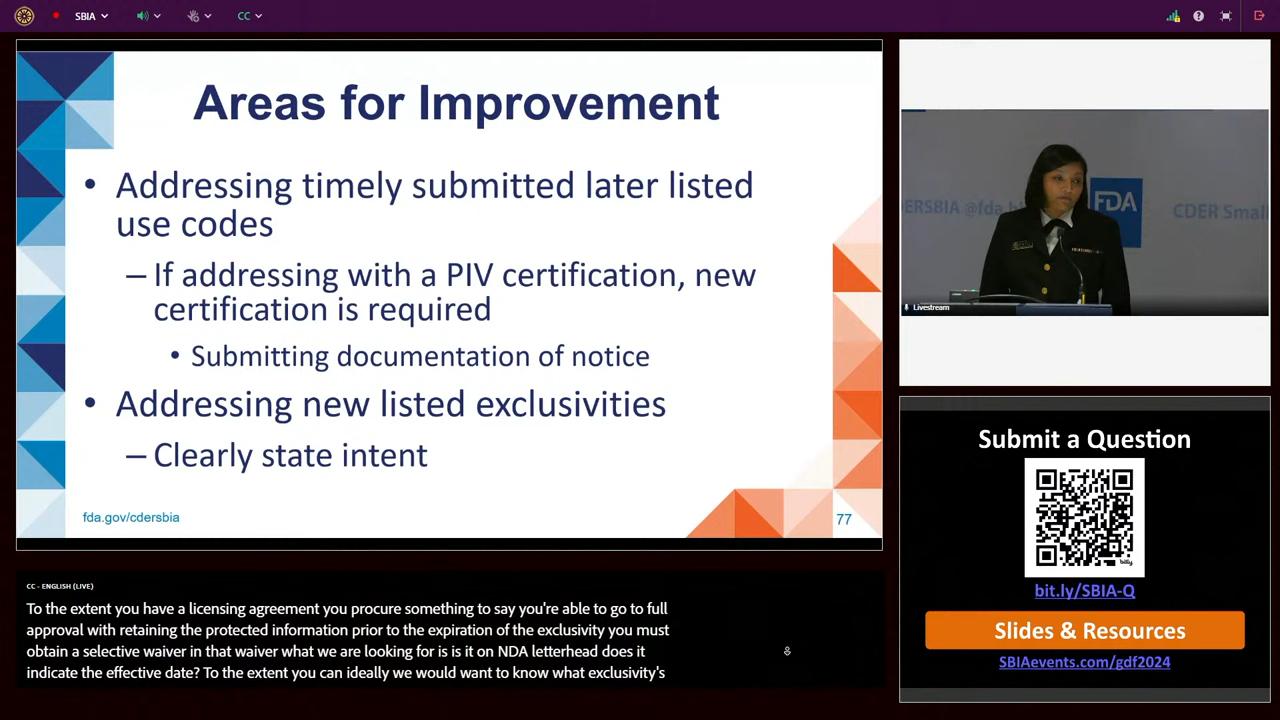 SBIA
CC
Areas for Improvement
• Addressing timely submitted later listed
use codes
– If addressing with a PIV certification, new
certification is required
• Submitting documentation of notice
• Addressing new listed exclusivities
– Clearly state intent
fda.gov/cdersbia
77
CDERSBIA @fda
FDA
CDER Small
Livestream
Submit a Question
bitly
bit.ly/SBIA-Q
Slides & Resources
SBIAevents.com/gdf2024
CC - ENGLISH (LIVE)
To the extent you have a licensing agreement you procure something to say you're able to go to full
approval with retaining the protected information prior to the expiration of the exclusivity you must
obtain a selective waiver in that waiver what we are looking for is is it on NDA letterhead does it
indicate the effective date? To the extent you can ideally we would want to know what exclusivity's